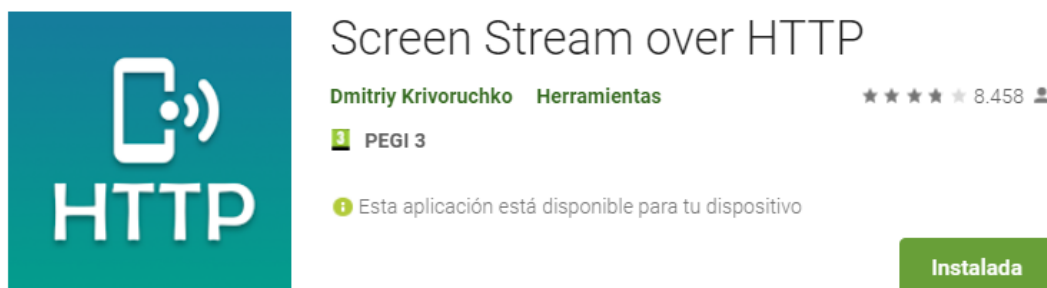 HTTP
Screen Stream over HTTP
Dmitriy Krivoruchko Herramientas 8.458
3 PEGI 3
Esta aplicación está disponible para tu dispositivo
Instalada